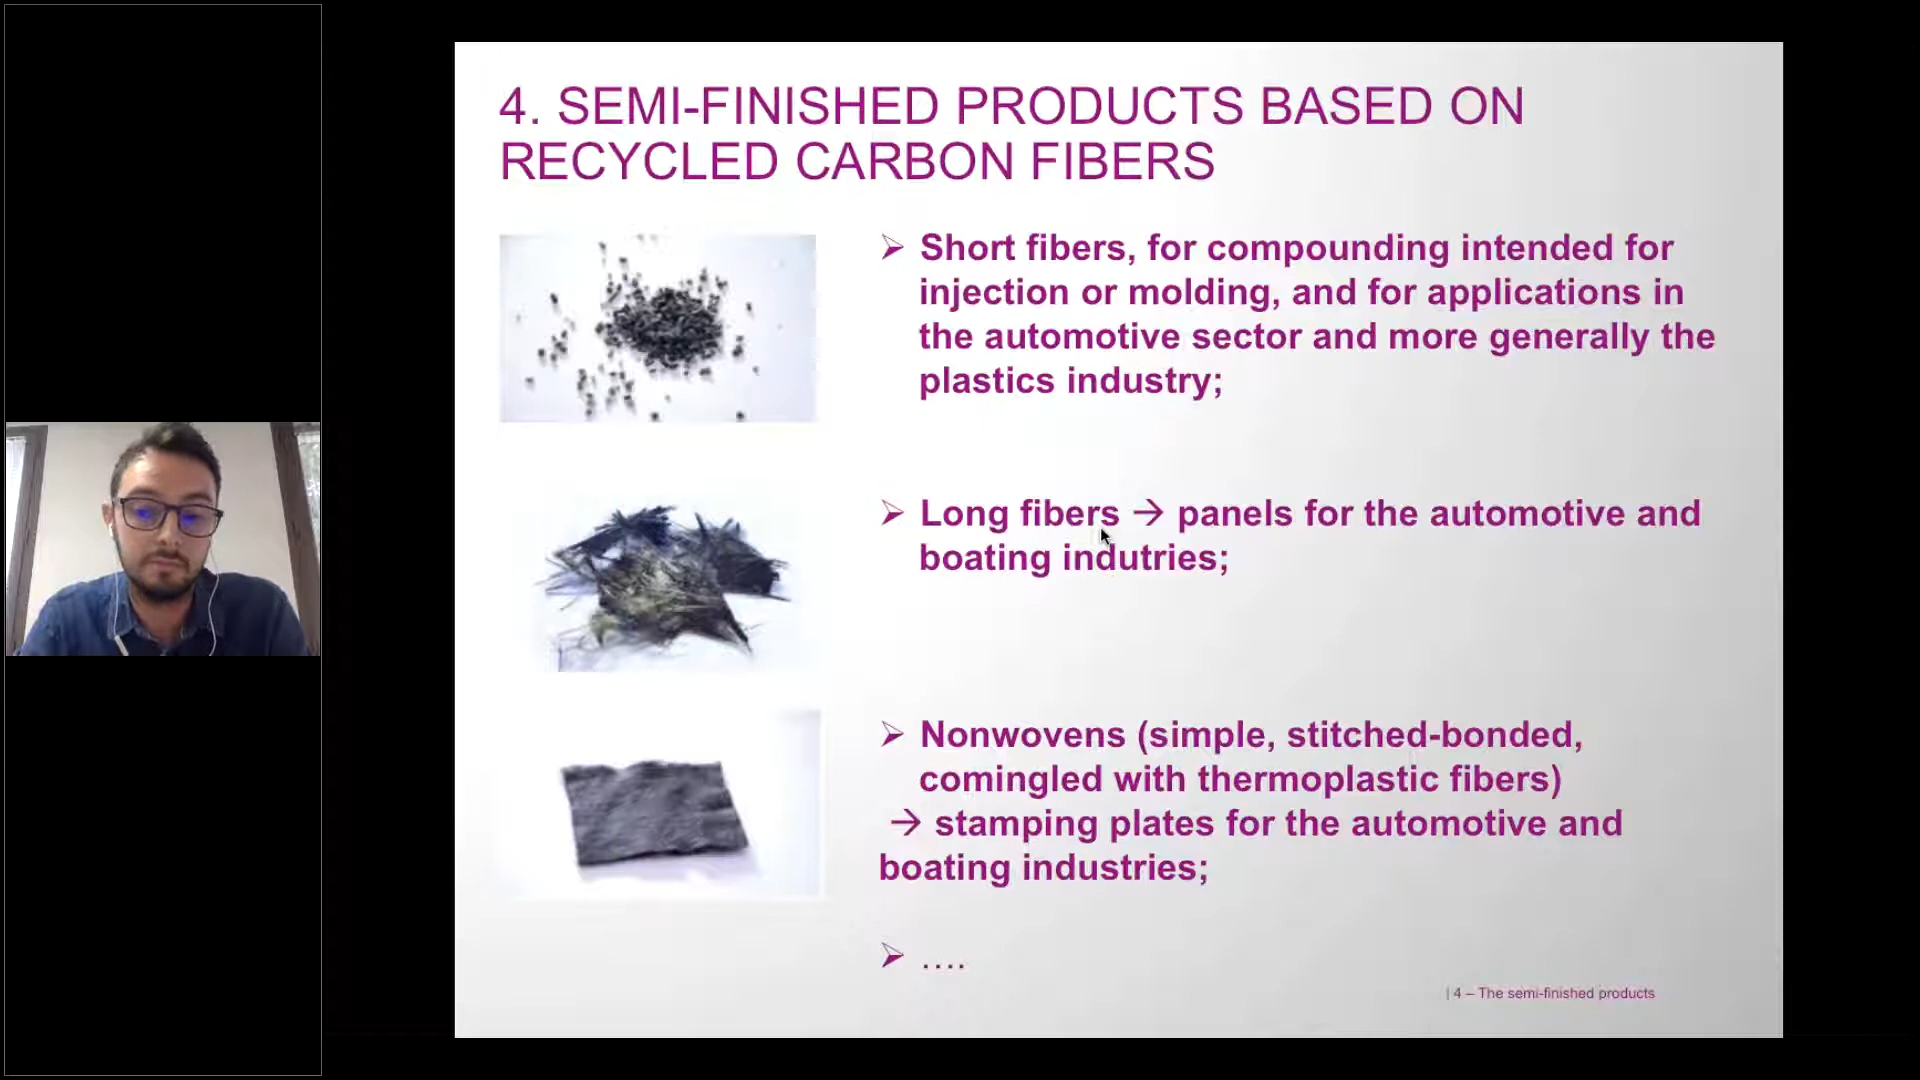 4. SEMI-FINISHED PRODUCTS BASED ON
RECYCLED CARBON FIBERS
➢ Short fibers, for compounding intended for
injection or molding, and for applications in
the automotive sector and more generally the
plastics industry;
➢ Long fibers → panels for the automotive and
boating indutries;
➢ Nonwovens (simple, stitched-bonded,
comingled with thermoplastic fibers)
→ stamping plates for the automotive and
boating industries;
➢ ....
| 4 – The semi-finished products